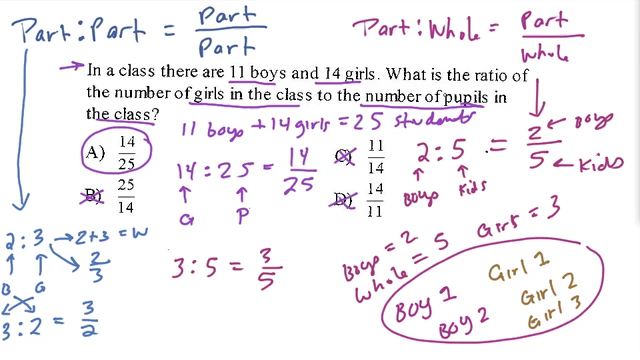 Part : Part = Part/Part
Part : Whole = Part/Whole
In a class there are 11 boys and 14 girls. What is the ratio of
the number of girls in the class to the number of pupils in
the class?
11 boys + 14 girls = 25 students
A) 14/25
B) 25/14
C) 11/14
D) 14/11
14 : 25 = 14/25
G P
2 : 5 = 2/5
Boys Kids
Boys
Kids
2 : 3 → 2+3 = W
2/3
B G
3 : 2 = 3/2
3 : 5 = 3/5
Boys = 2
Whole = 5
Girls = 3
Boy 1
Boy 2
Girl 1
Girl 2
Girl 3